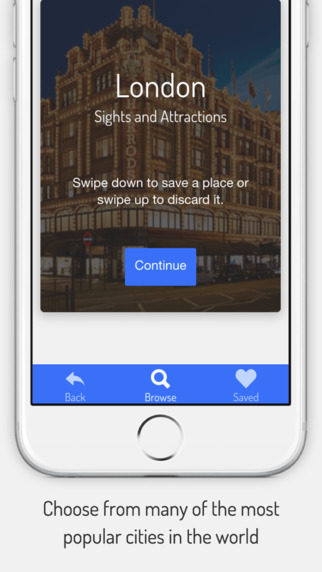 London
Sights and Attractions
HARRODS
Swipe down to save a place or
swipe up to discard it.
Continue
Back
Browse
Saved
Choose from many of the most
popular cities in the world